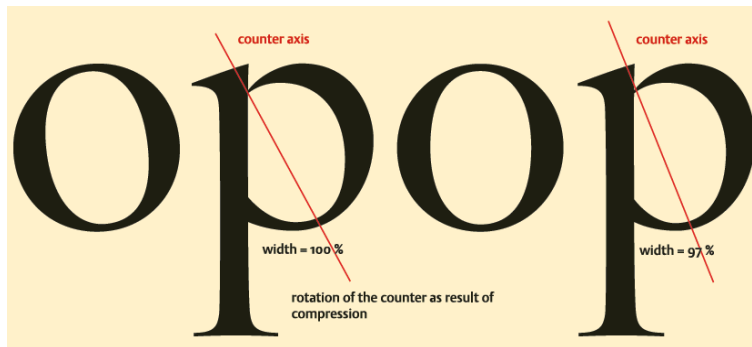 counter axis
counter axis
opop
width = 100 %
width = 97 %
rotation of the counter as result of
compression